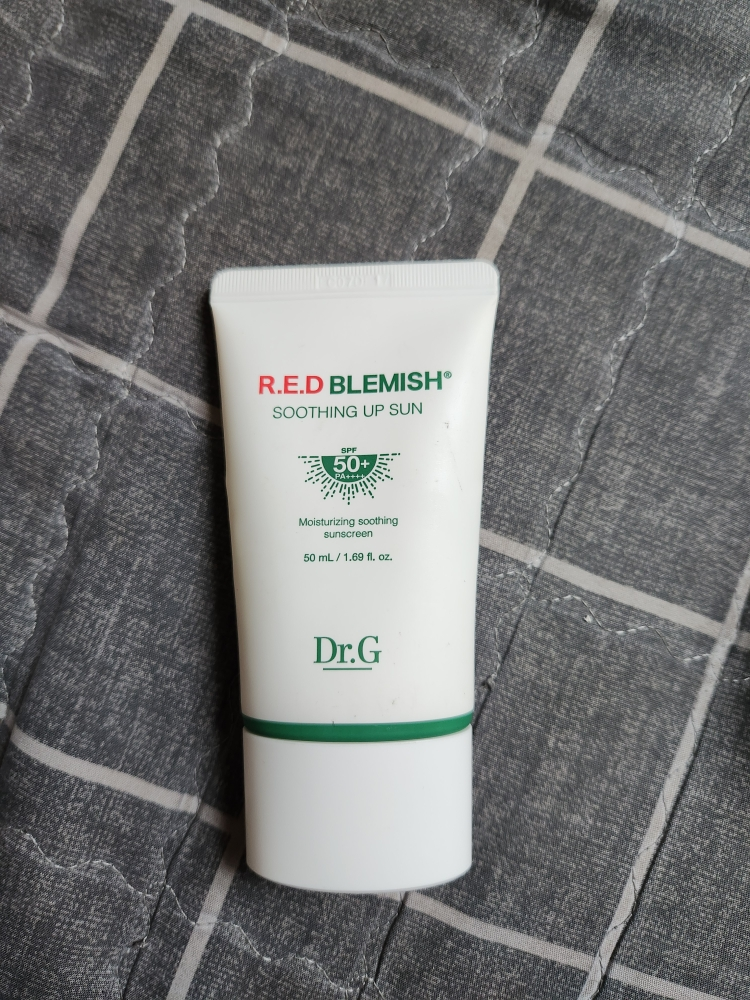 R.E.D BLEMISH®
SOOTHING UP SUN
SPF
50+
PA++++
Moisturizing soothing
sunscreen
50 mL / 1.69 fl. oz.
Dr.G